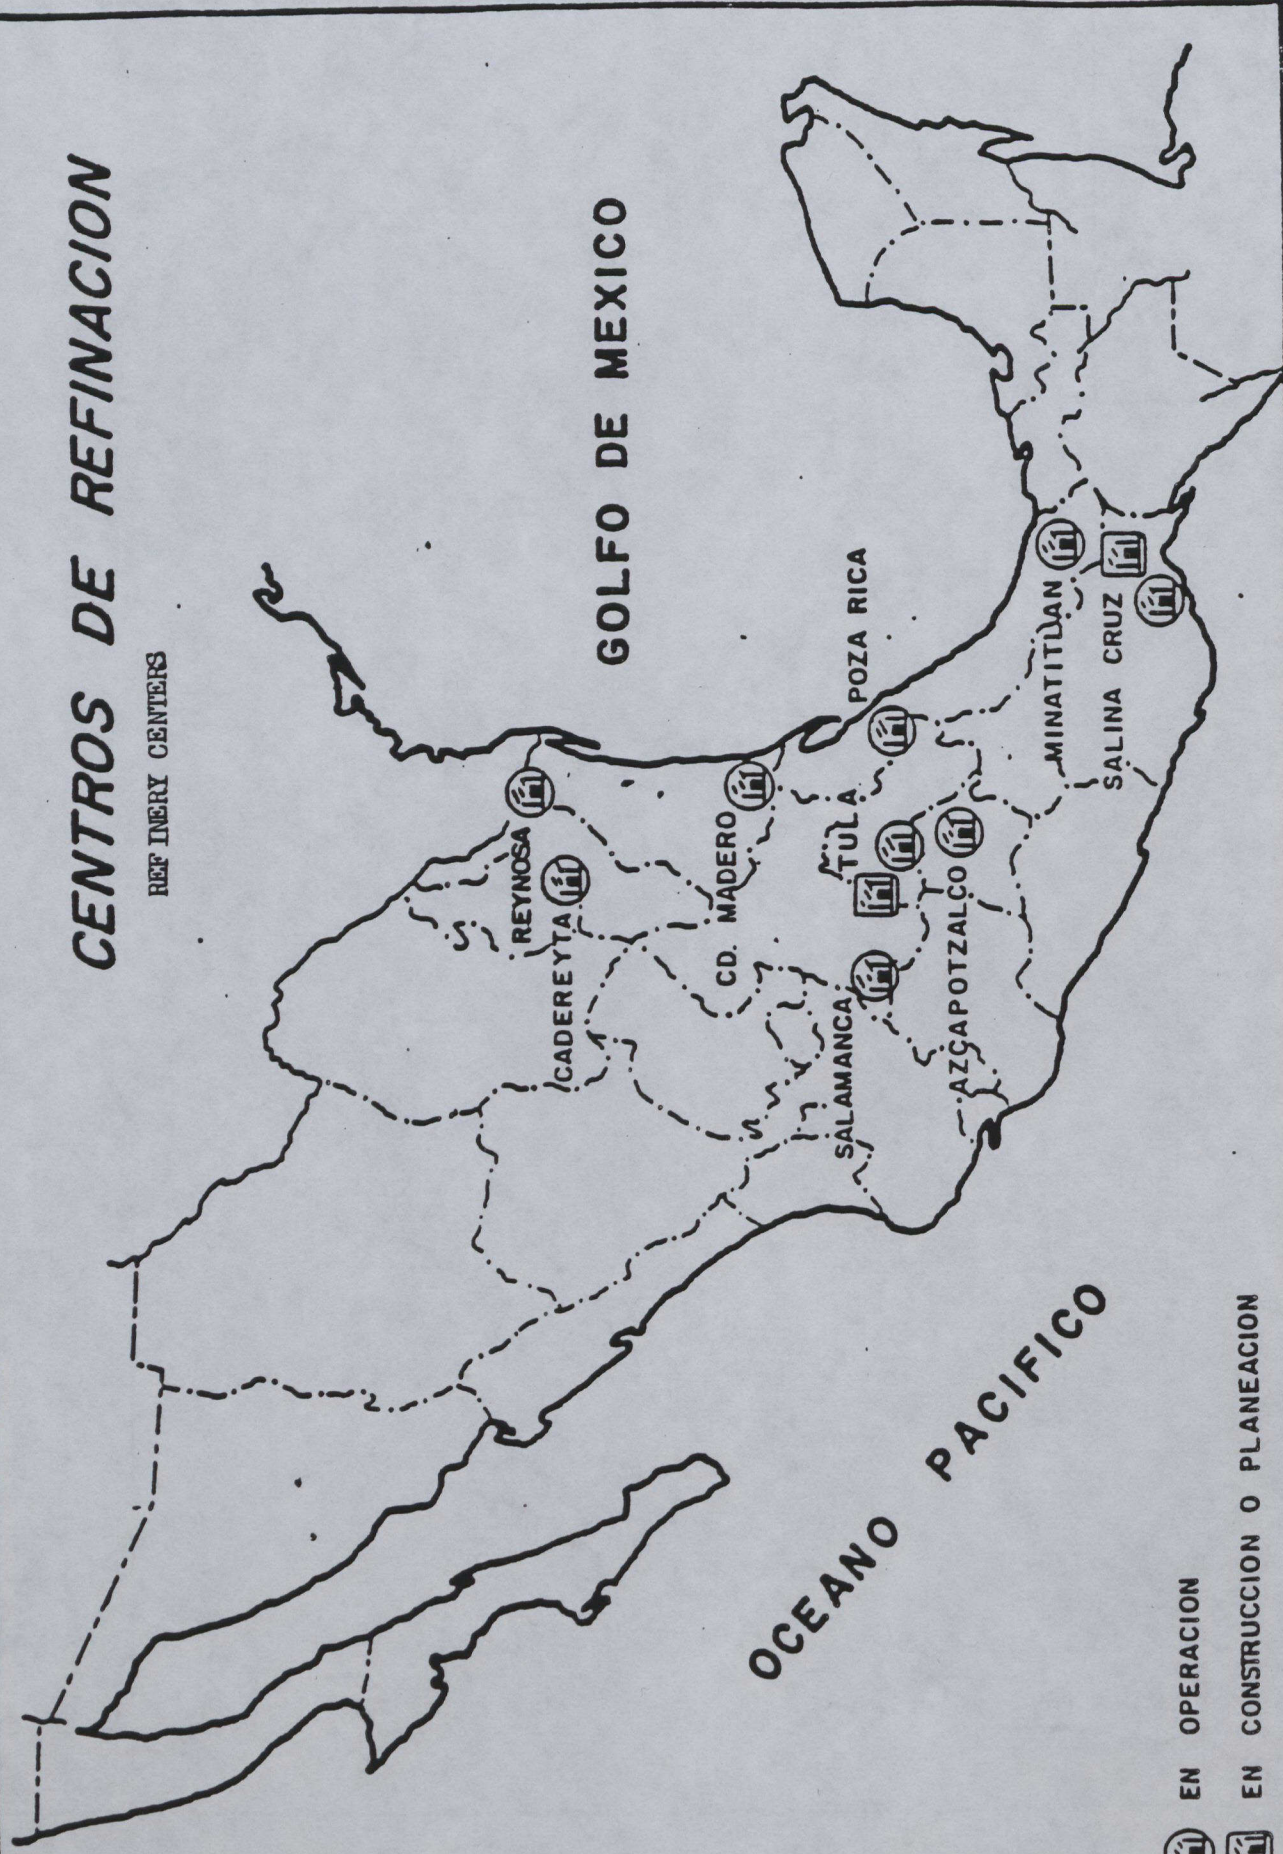 CENTROS DE REFINACION
REFINERY CENTERS
GOLFO DE MEXICO
REYNOSA
CADEREYTA
CD. MADERO
POZA RICA
TULA
SALAMANCA
AZCAPOTZALCO
MINATITLAN
SALINA CRUZ
OCEANO PACIFICO
EN OPERACION
EN CONSTRUCCION O PLANEACION